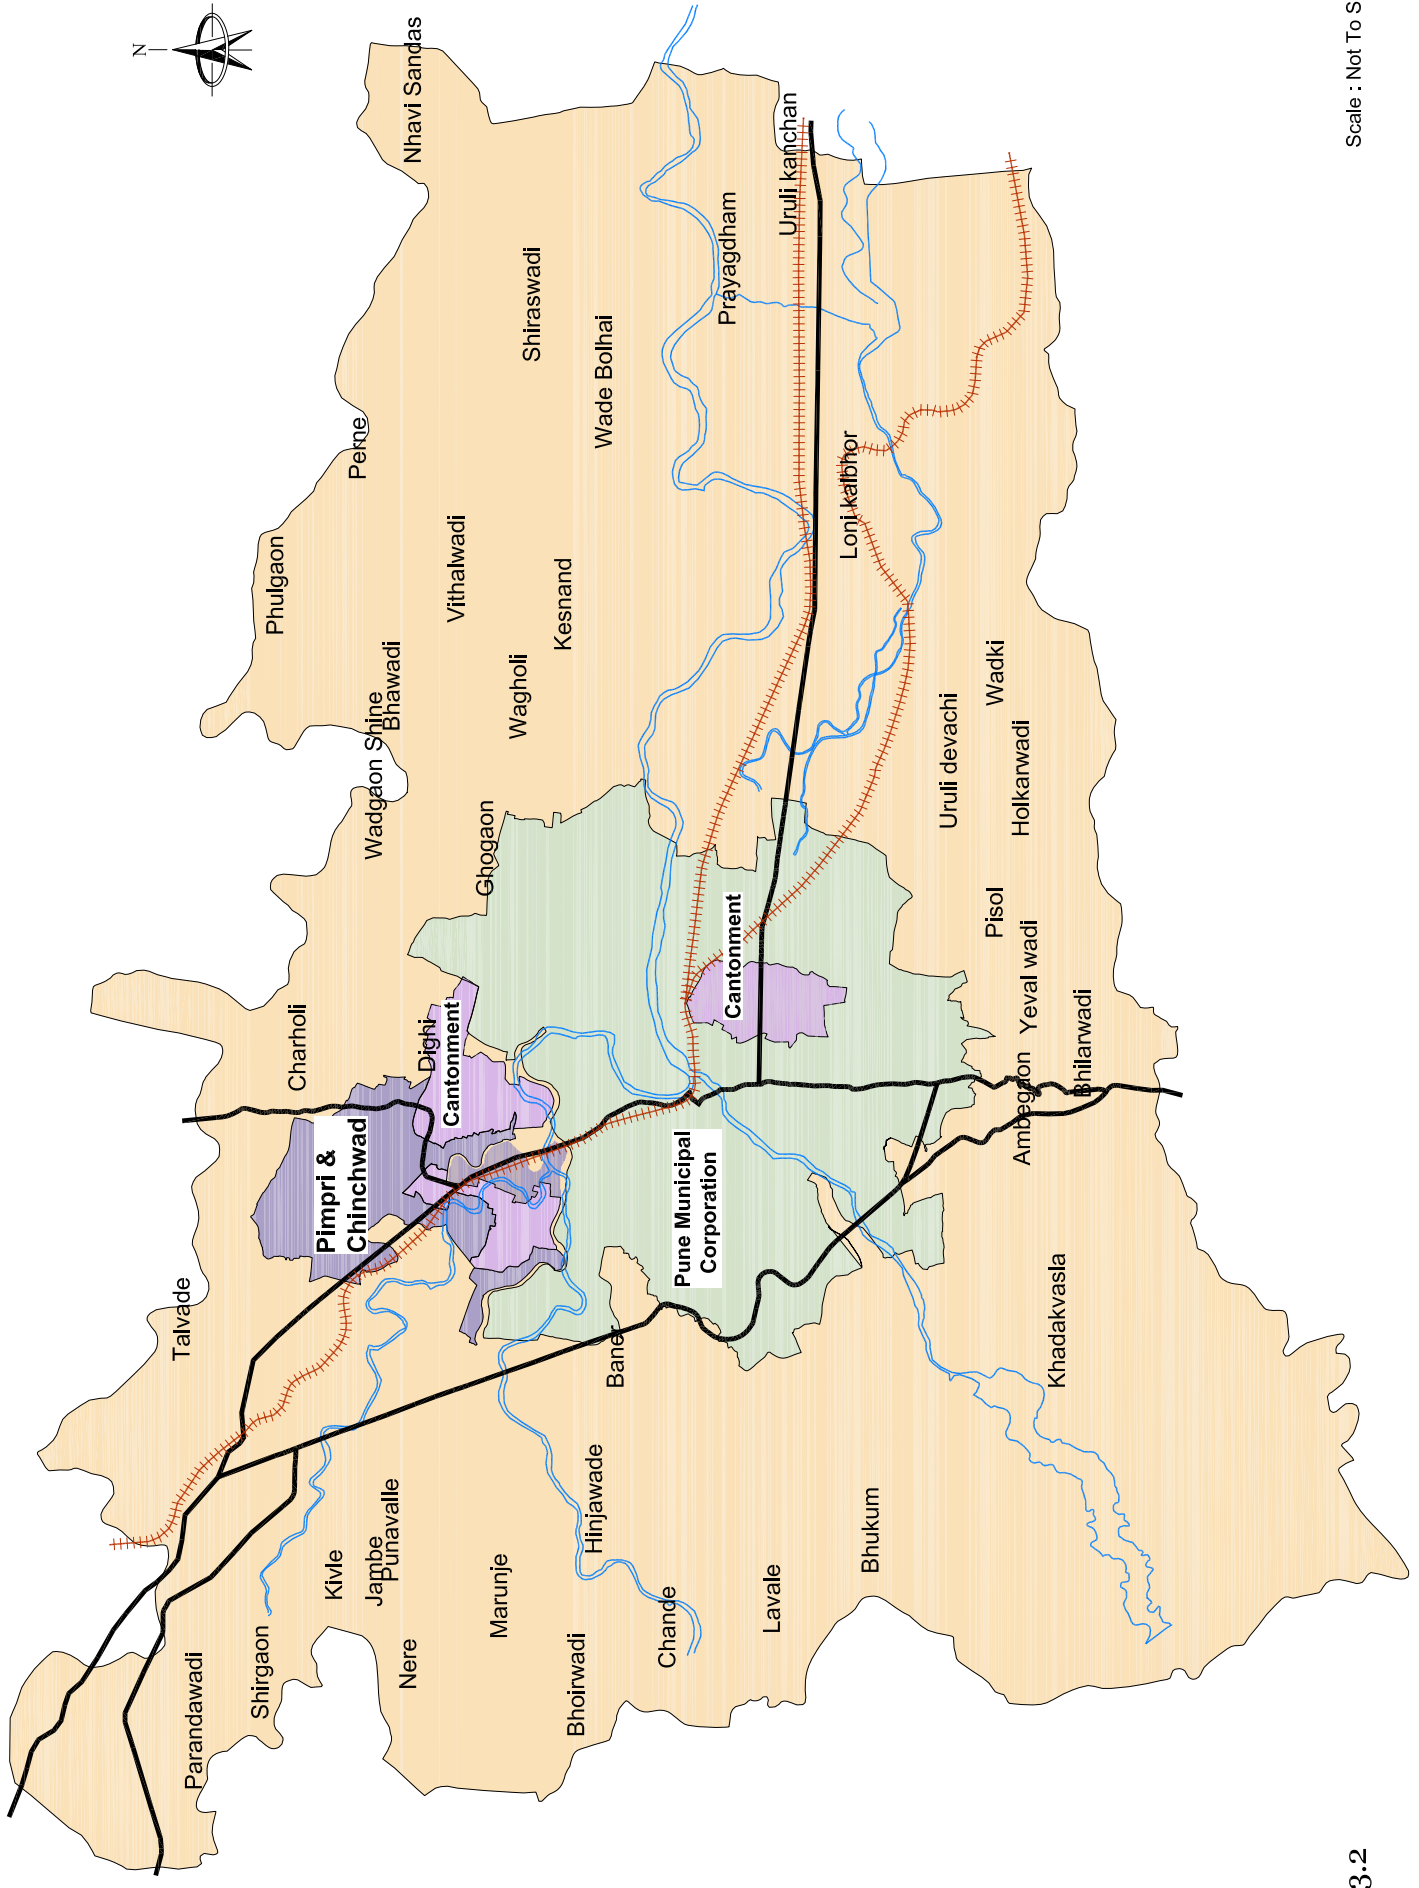 N
Nhavi Sandas
Uruli kanchan
Prayagdham
Shiraswadi
Wade Bolhai
Perne
Loni kalbhor
Phulgaon
Vithalwadi
Kesnand
Bhawadi
Wagholi
Wadgaon Shine
Wadki
Uruli devachi
Holkarwadi
Ghogaon
Pisol
Yeval wadi
Cantonment
Charholi
Dighi
Cantonment
Bhilarwadi
Ambegaon
Pimpri &
Chinchwad
Pune Municipal
Corporation
Talvade
Baner
Khadakvasla
Hinjawade
Bhukum
Kivle
Jambe
Punavalle
Marunje
Lavale
Chande
Shirgaon
Nere
Bhoirwadi
Parandawadi
Scale : Not To S
3.2